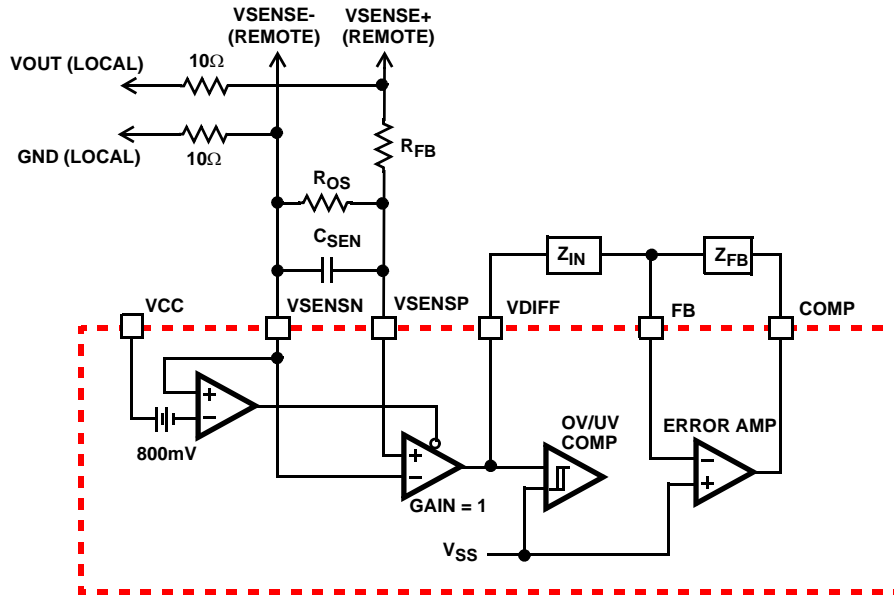 VSENSE-
(REMOTE)
VSENSE+
(REMOTE)
VOUT (LOCAL)
10Ω
GND (LOCAL)
10Ω
RFB
ROS
CSEN
ZIN
ZFB
VCC
VSENSN
VSENSP
VDIFF
FB
COMP
+
−
800mV
+
−
GAIN = 1
OV/UV
COMP
ERROR AMP
−
+
VSS